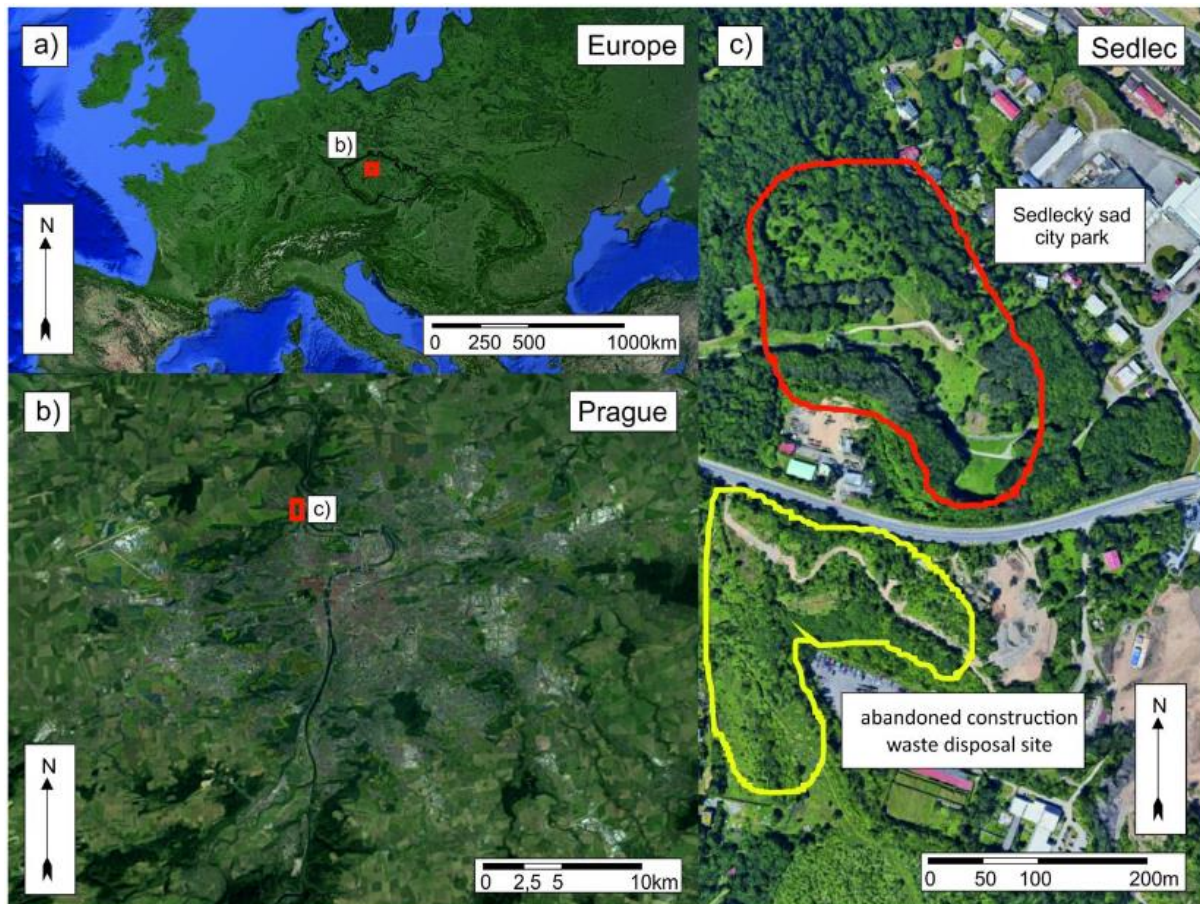 a)
Europe
b)
N
0 250 500 1000km
b)
Prague
c)
N
0 2,5 5 10km
c)
Sedlec
Sedlecký sad
city park
abandoned construction
waste disposal site
N
0 50 100 200m